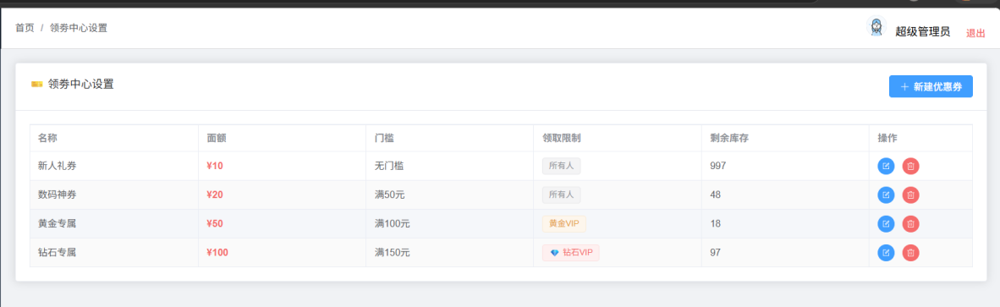 首页 / 领券中心设置
超级管理员 退出
领券中心设置
+ 新建优惠券
名称 面额 门槛 领取限制 剩余库存 操作
新人礼券 ¥10 无门槛 所有人 997
数码神券 ¥20 满50元 所有人 48
黄金专属 ¥50 满100元 黄金VIP 18
钻石专属 ¥100 满150元 钻石VIP 97